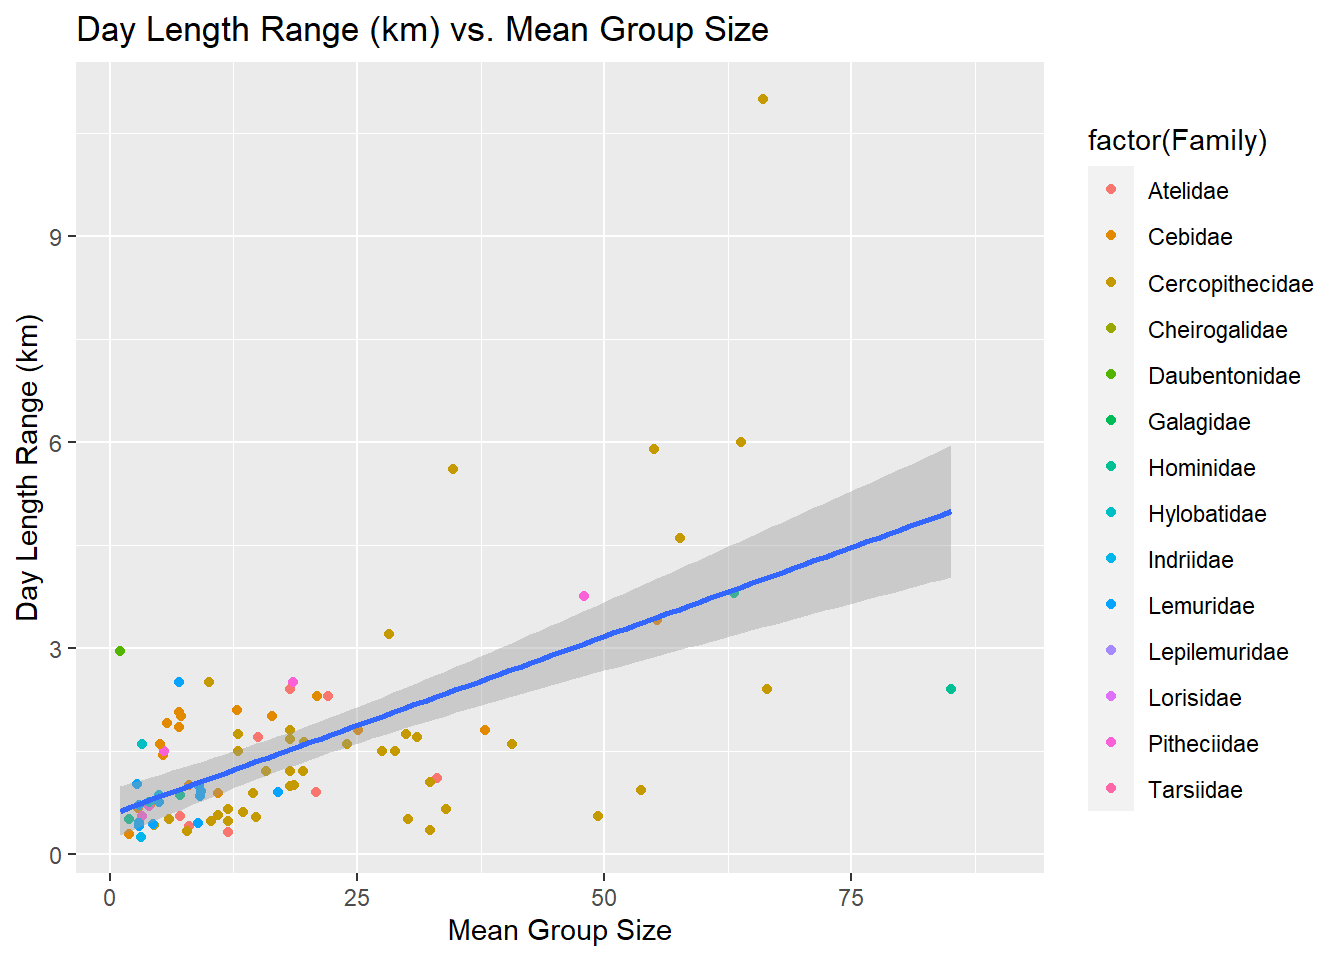 Day Length Range (km) vs. Mean Group Size
Day Length Range (km)
9
6
3
0
0 25 50 75
Mean Group Size
factor(Family)
Atelidae
Cebidae
Cercopithecidae
Cheirogalidae
Daubentonidae
Galagidae
Hominidae
Hylobatidae
Indriidae
Lemuridae
Lepilemuridae
Lorisidae
Pitheciidae
Tarsiidae